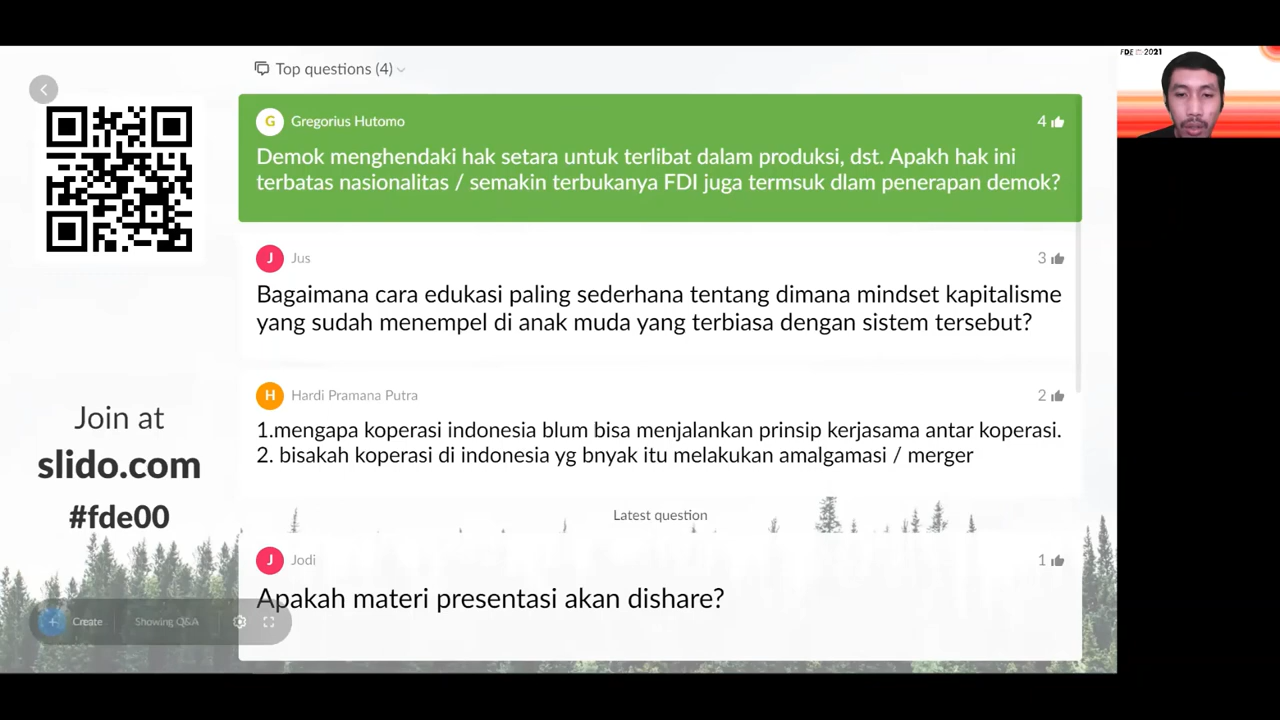 Top questions (4)
FDE 2021
G Gregorius Hutomo 4
Demok menghendaki hak setara untuk terlibat dalam produksi, dst. Apakh hak ini
terbatas nasionalitas / semakin terbukanya FDI juga termsuk dlam penerapan demok?
J Jus 3
Bagaimana cara edukasi paling sederhana tentang dimana mindset kapitalisme
yang sudah menempel di anak muda yang terbiasa dengan sistem tersebut?
H Hardi Pramana Putra 2
1.mengapa koperasi indonesia blum bisa menjalankan prinsip kerjasama antar koperasi.
2. bisakah koperasi di indonesia yg bnyak itu melakukan amalgamasi / merger
Join at
slido.com
#fde00
Latest question
J Jodi 1
Apakah materi presentasi akan dishare?
Create Showing Q&A